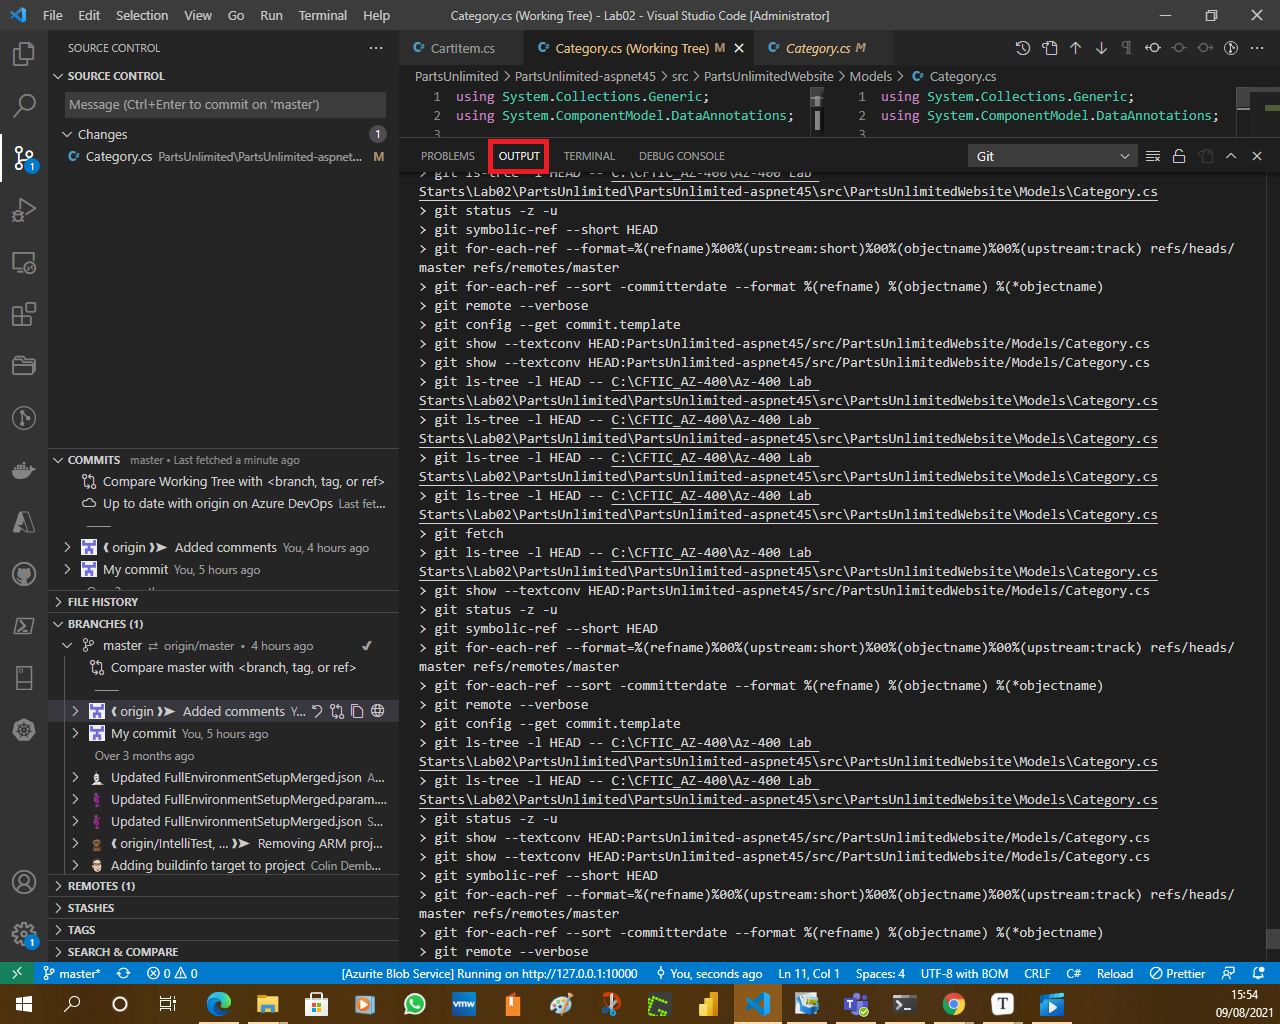 File Edit Selection View Go Run Terminal Help
Category.cs (Working Tree) - Lab02 - Visual Studio Code [Administrator]
SOURCE CONTROL
SOURCE CONTROL
Message (Ctrl+Enter to commit on 'master')
Changes 1
Category.cs PartsUnlimited\PartsUnlimited-aspnet... M
1
COMMITS master • Last fetched a minute ago
Compare Working Tree with <branch, tag, or ref>
Up to date with origin on Azure DevOps Last fet...
origin Added comments You, 4 hours ago
My commit You, 5 hours ago
FILE HISTORY
BRANCHES (1)
master origin/master • 4 hours ago
Compare master with <branch, tag, or ref>
origin Added comments Y...
My commit You, 5 hours ago
Over 3 months ago
Updated FullEnvironmentSetupMerged.json A...
Updated FullEnvironmentSetupMerged.param....
Updated FullEnvironmentSetupMerged.json S...
origin/IntelliTest, ... Removing ARM proj...
Adding buildinfo target to project Colin Demb...
REMOTES (1)
STASHES
TAGS
SEARCH & COMPARE
1
CartItem.cs
Category.cs (Working Tree) M
Category.cs M
PartsUnlimited > PartsUnlimited-aspnet45 > src > PartsUnlimitedWebsite > Models > Category.cs
1 using System.Collections.Generic;
2 using System.ComponentModel.DataAnnotations;
3
1 using System.Collections.Generic;
2 using System.ComponentModel.DataAnnotations;
3
PROBLEMS OUTPUT TERMINAL DEBUG CONSOLE
Git
> git ls-tree -l HEAD -- C:\CFTIC_AZ-400\Az-400 Lab
Starts\Lab02\PartsUnlimited\PartsUnlimited-aspnet45\src\PartsUnlimitedWebsite\Models\Category.cs
> git status -z -u
> git symbolic-ref --short HEAD
> git for-each-ref --format=%(refname)%00%(upstream:short)%00%(objectname)%00%(upstream:track) refs/heads/
master refs/remotes/master
> git for-each-ref --sort -committerdate --format %(refname) %(objectname) %(*objectname)
> git remote --verbose
> git config --get commit.template
> git show --textconv HEAD:PartsUnlimited-aspnet45/src/PartsUnlimitedWebsite/Models/Category.cs
> git show --textconv HEAD:PartsUnlimited-aspnet45/src/PartsUnlimitedWebsite/Models/Category.cs
> git ls-tree -l HEAD -- C:\CFTIC_AZ-400\Az-400 Lab
Starts\Lab02\PartsUnlimited\PartsUnlimited-aspnet45\src\PartsUnlimitedWebsite\Models\Category.cs
> git ls-tree -l HEAD -- C:\CFTIC_AZ-400\Az-400 Lab
Starts\Lab02\PartsUnlimited\PartsUnlimited-aspnet45\src\PartsUnlimitedWebsite\Models\Category.cs
> git ls-tree -l HEAD -- C:\CFTIC_AZ-400\Az-400 Lab
Starts\Lab02\PartsUnlimited\PartsUnlimited-aspnet45\src\PartsUnlimitedWebsite\Models\Category.cs
> git ls-tree -l HEAD -- C:\CFTIC_AZ-400\Az-400 Lab
Starts\Lab02\PartsUnlimited\PartsUnlimited-aspnet45\src\PartsUnlimitedWebsite\Models\Category.cs
> git fetch
> git ls-tree -l HEAD -- C:\CFTIC_AZ-400\Az-400 Lab
Starts\Lab02\PartsUnlimited\PartsUnlimited-aspnet45\src\PartsUnlimitedWebsite\Models\Category.cs
> git show --textconv HEAD:PartsUnlimited-aspnet45/src/PartsUnlimitedWebsite/Models/Category.cs
> git status -z -u
> git symbolic-ref --short HEAD
> git for-each-ref --format=%(refname)%00%(upstream:short)%00%(objectname)%00%(upstream:track) refs/heads/
master refs/remotes/master
> git for-each-ref --sort -committerdate --format %(refname) %(objectname) %(*objectname)
> git remote --verbose
> git config --get commit.template
> git ls-tree -l HEAD -- C:\CFTIC_AZ-400\Az-400 Lab
Starts\Lab02\PartsUnlimited\PartsUnlimited-aspnet45\src\PartsUnlimitedWebsite\Models\Category.cs
> git ls-tree -l HEAD -- C:\CFTIC_AZ-400\Az-400 Lab
Starts\Lab02\PartsUnlimited\PartsUnlimited-aspnet45\src\PartsUnlimitedWebsite\Models\Category.cs
> git status -z -u
> git show --textconv HEAD:PartsUnlimited-aspnet45/src/PartsUnlimitedWebsite/Models/Category.cs
> git show --textconv HEAD:PartsUnlimited-aspnet45/src/PartsUnlimitedWebsite/Models/Category.cs
> git symbolic-ref --short HEAD
> git for-each-ref --format=%(refname)%00%(upstream:short)%00%(objectname)%00%(upstream:track) refs/heads/
master refs/remotes/master
> git for-each-ref --sort -committerdate --format %(refname) %(objectname) %(*objectname)
> git remote --verbose
master* 0 0 [Azurite Blob Service] Running on http://127.0.0.1:10000 You, seconds ago Ln 11, Col 1 Spaces: 4 UTF-8 with BOM CRLF C# Reload Prettier
vmw T
15:54
09/08/2021